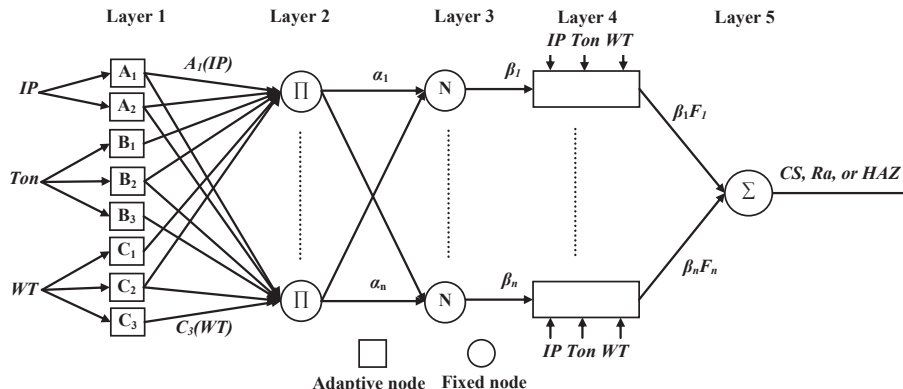 Layer 1 Layer 2 Layer 3 Layer 4 Layer 5
IP Ton WT
A₁ A₁(IP) ∏ α₁ N β₁
IP
A₂
β₁F₁
B₁
Ton B₂ CS, Ra, or HAZ
∑
B₃
C₁
βₙFₙ
WT C₂ ∏ αₙ N βₙ
C₃ C₃(WT)
IP Ton WT
Adaptive node Fixed node